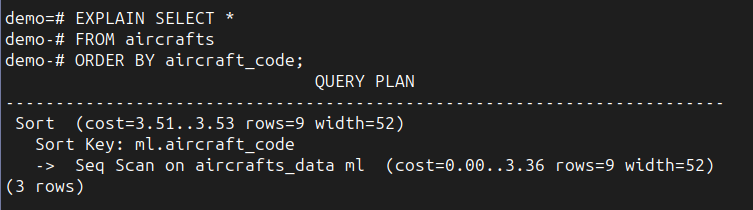 demo=# EXPLAIN SELECT *
demo-# FROM aircrafts
demo-# ORDER BY aircraft_code;
                               QUERY PLAN
------------------------------------------------------------------------
 Sort  (cost=3.51..3.53 rows=9 width=52)
   Sort Key: ml.aircraft_code
   ->  Seq Scan on aircrafts_data ml  (cost=0.00..3.36 rows=9 width=52)
(3 rows)